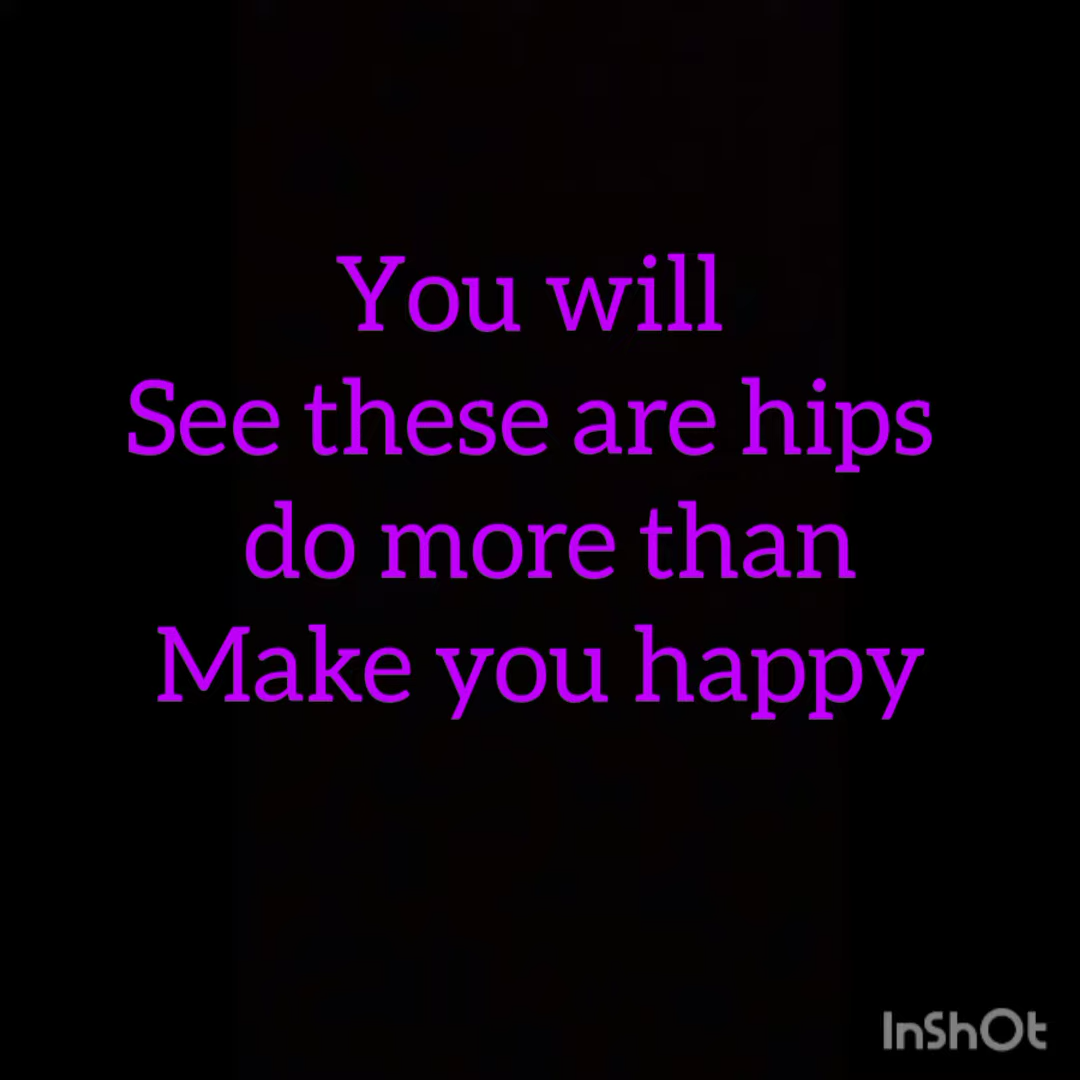 You will
See these are hips
do more than
Make you happy
InShOt